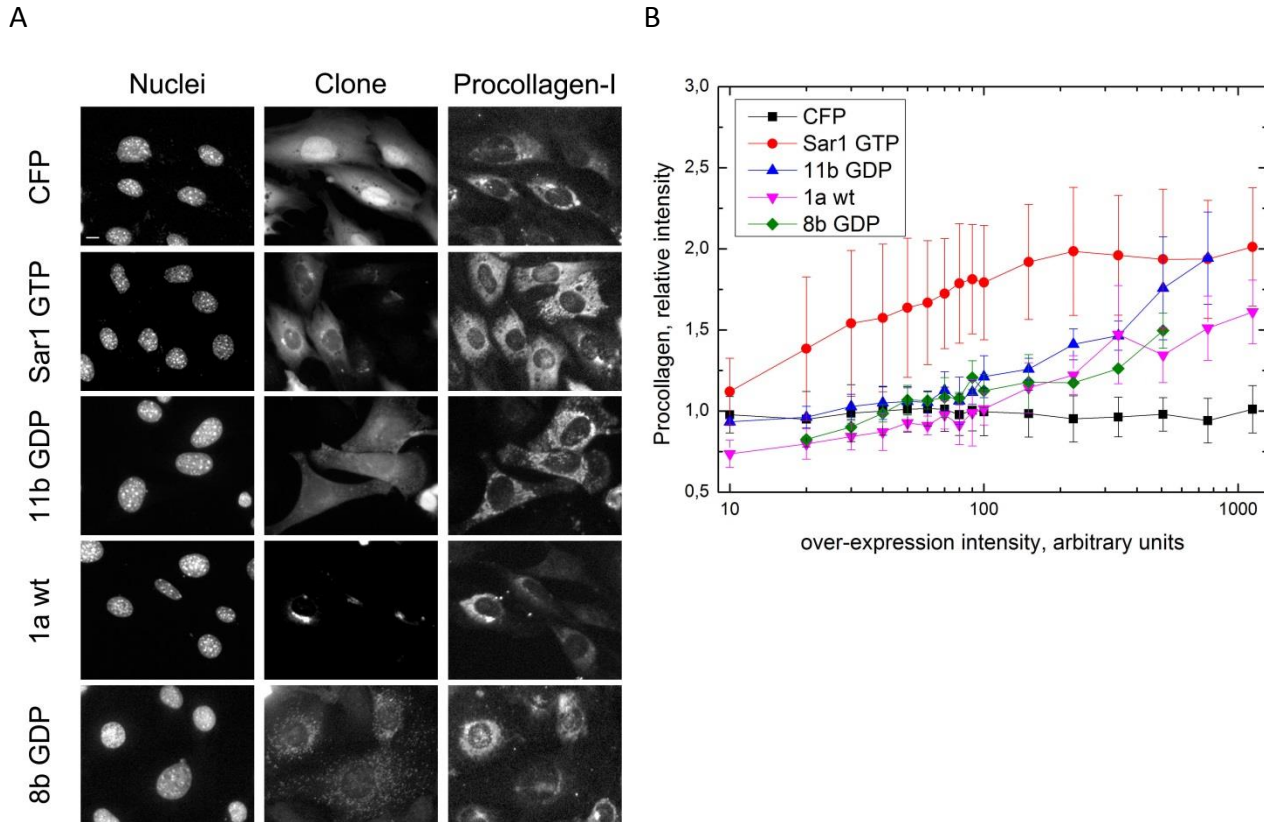 A
B
Nuclei Clone Procollagen-I
CFP
Sar1 GTP
11b GDP
1a wt
8b GDP
3,0
2,5
2,0
1,5
1,0
0,5
Procollagen, relative intensity
CFP
Sar1 GTP
11b GDP
1a wt
8b GDP
10 100 1000
over-expression intensity, arbitrary units